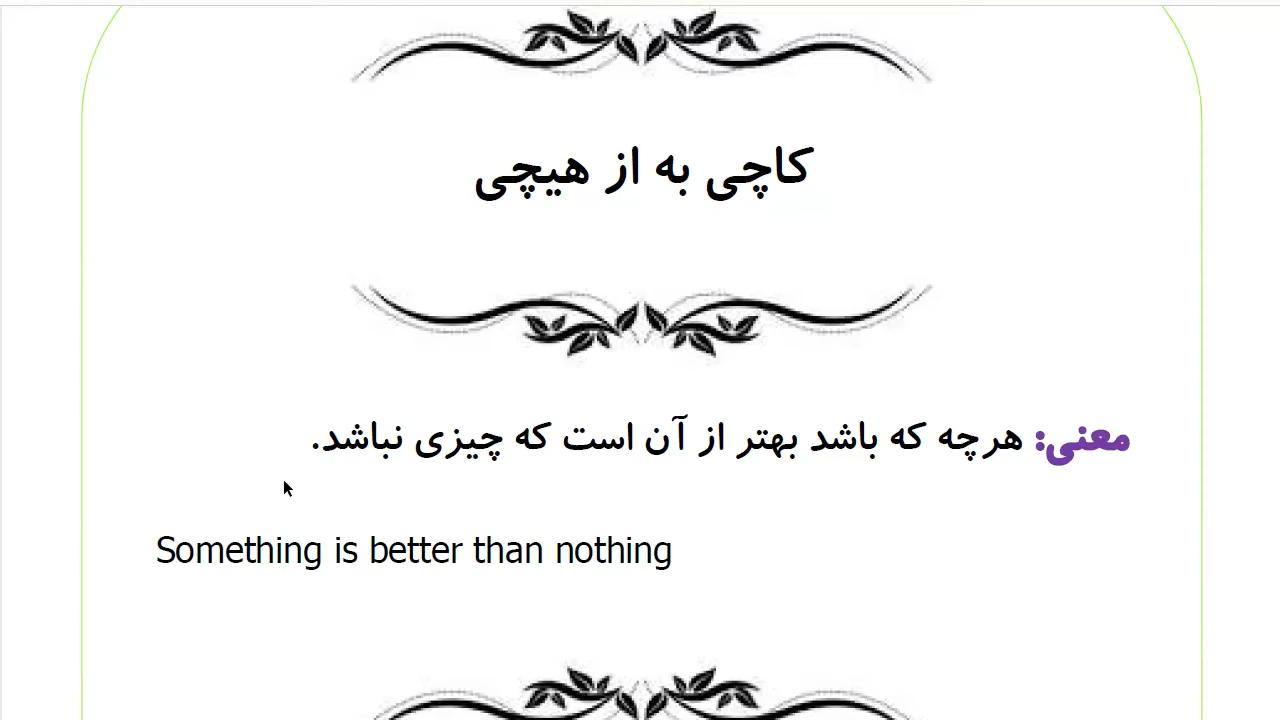 کاچی به از هیچی
معنی: هرچه که باشد بهتر از آن است که چیزی نباشد.
Something is better than nothing